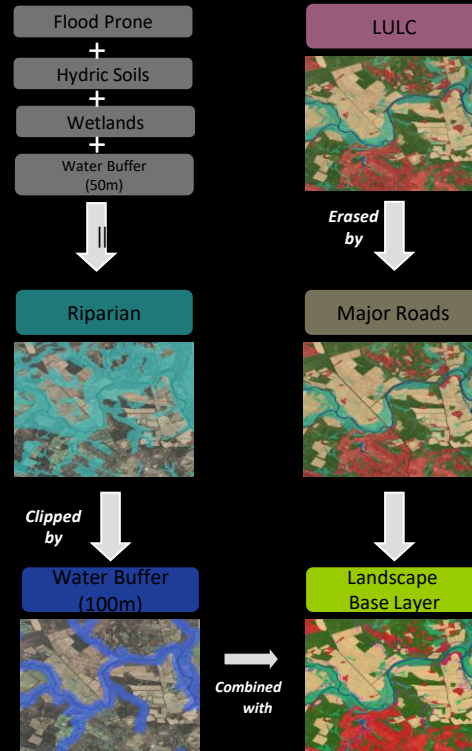 Flood Prone
+
Hydric Soils
+
Wetlands
+
Water Buffer
(50m)
||
Riparian
Clipped
by
Water Buffer
(100m)
Combined
with
LULC
Erased
by
Major Roads
Landscape
Base Layer